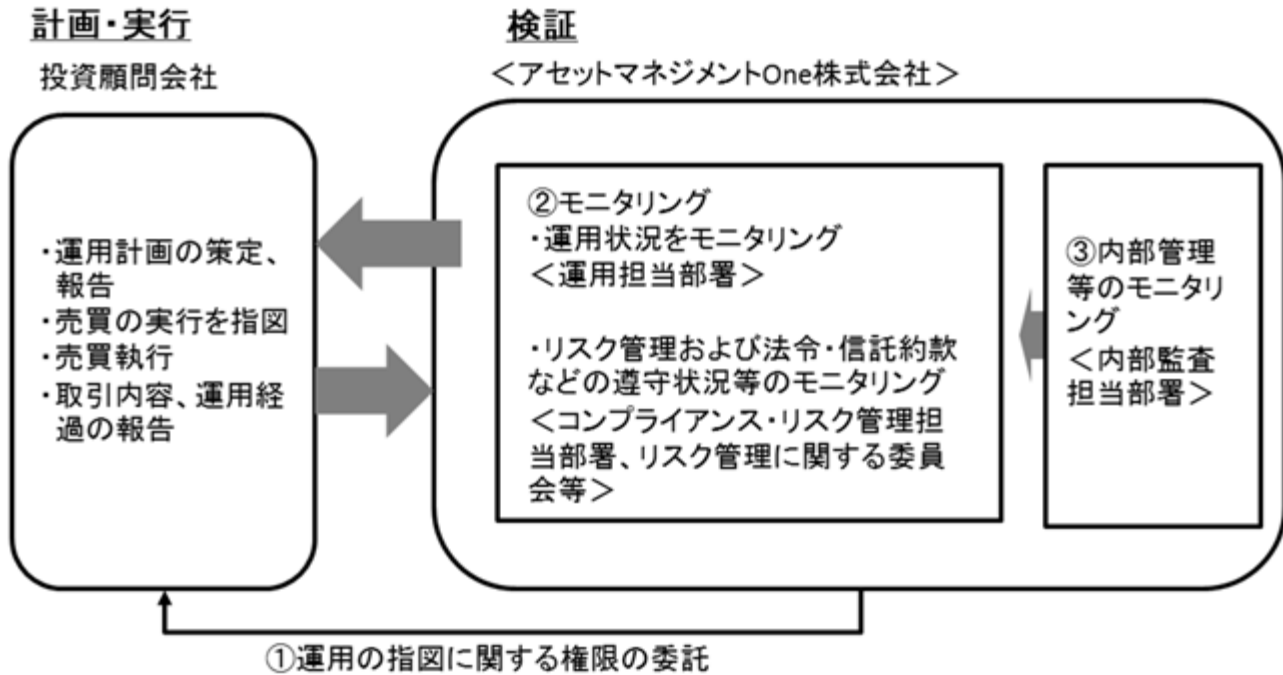 計画・実行
投資顧問会社
・運用計画の策定、
報告
・売買の実行を指図
・売買執行
・取引内容、運用経
過の報告
検証
＜アセットマネジメントOne株式会社＞
②モニタリング
・運用状況をモニタリング
＜運用担当部署＞
・リスク管理および法令・信託約款
などの遵守状況等のモニタリング
＜コンプライアンス・リスク管理担
当部署、リスク管理に関する委員
会等＞
③内部管理
等のモニタリ
ング
＜内部監査
担当部署＞
①運用の指図に関する権限の委託